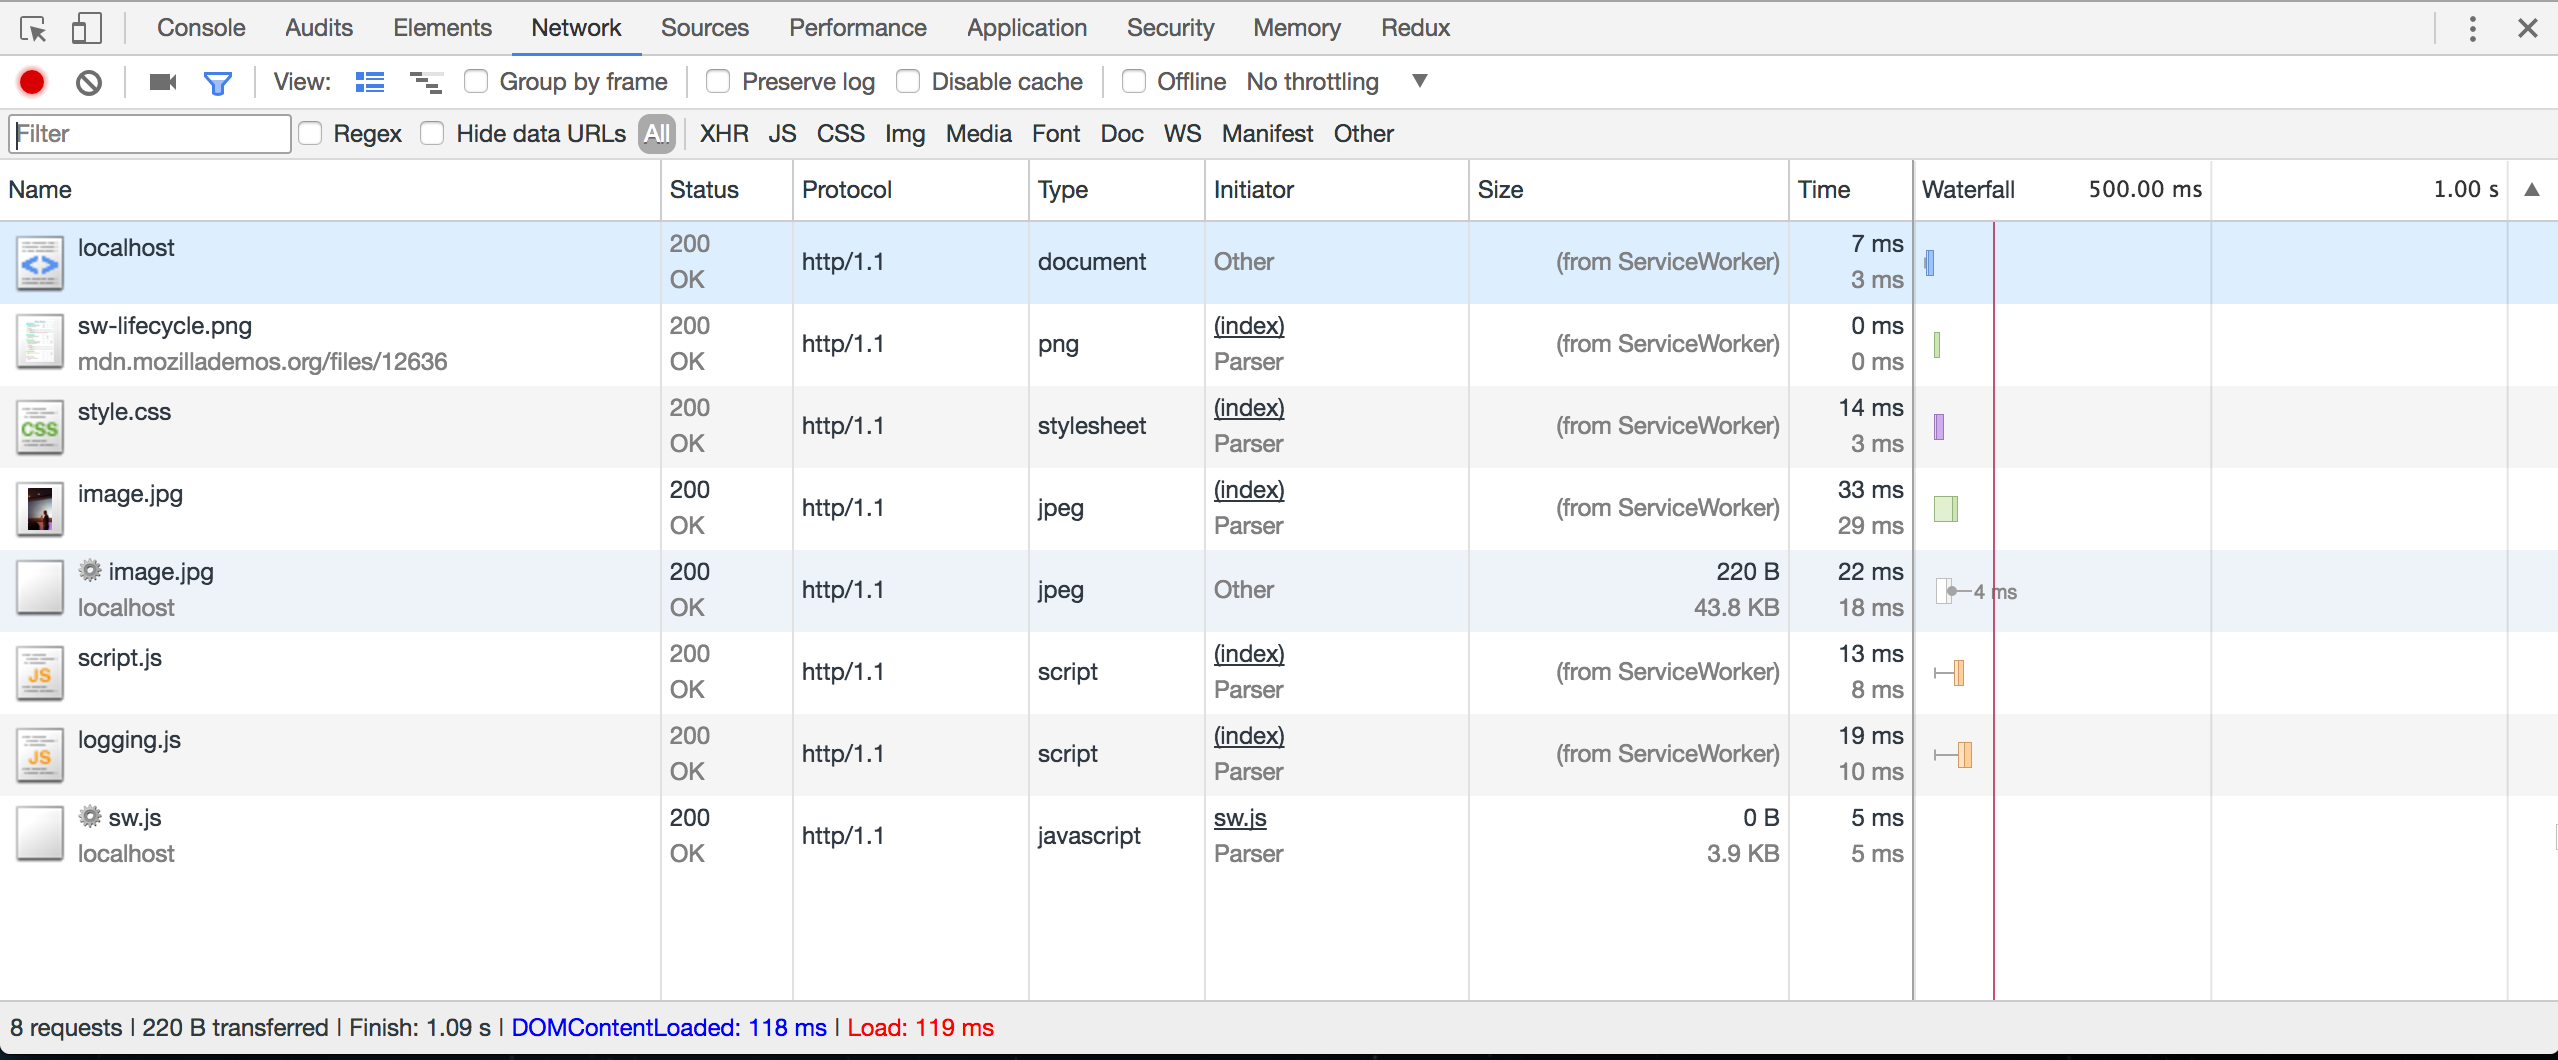 Console Audits Elements Network Sources Performance Application Security Memory Redux
View: Group by frame Preserve log Disable cache Offline No throttling
Filter Regex Hide data URLs All XHR JS CSS Img Media Font Doc WS Manifest Other
Name Status Protocol Type Initiator Size Time Waterfall 500.00 ms 1.00 s
localhost 200 OK http/1.1 document Other (from ServiceWorker) 7 ms 3 ms
sw-lifecycle.png 200 (index) 0 ms
mdn.mozillademos.org/files/12636 OK http/1.1 png Parser (from ServiceWorker) 0 ms
CSS style.css 200 (index) 14 ms
OK http/1.1 stylesheet Parser (from ServiceWorker) 3 ms
image.jpg 200 (index) 33 ms
OK http/1.1 jpeg Parser (from ServiceWorker) 29 ms
image.jpg 200 http/1.1 jpeg Other 220 B 22 ms 4 ms
localhost OK 43.8 KB 18 ms
JS script.js 200 (index) 13 ms
OK http/1.1 script Parser (from ServiceWorker) 8 ms
JS logging.js 200 (index) 19 ms
OK http/1.1 script Parser (from ServiceWorker) 10 ms
sw.js 200 http/1.1 javascript sw.js 0 B 5 ms
localhost OK Parser 3.9 KB 5 ms
8 requests | 220 B transferred | Finish: 1.09 s | DOMContentLoaded: 118 ms | Load: 119 ms